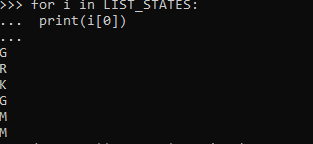 >>> for i in LIST_STATES:
...  print(i[0])
...
G
R
K
G
M
M